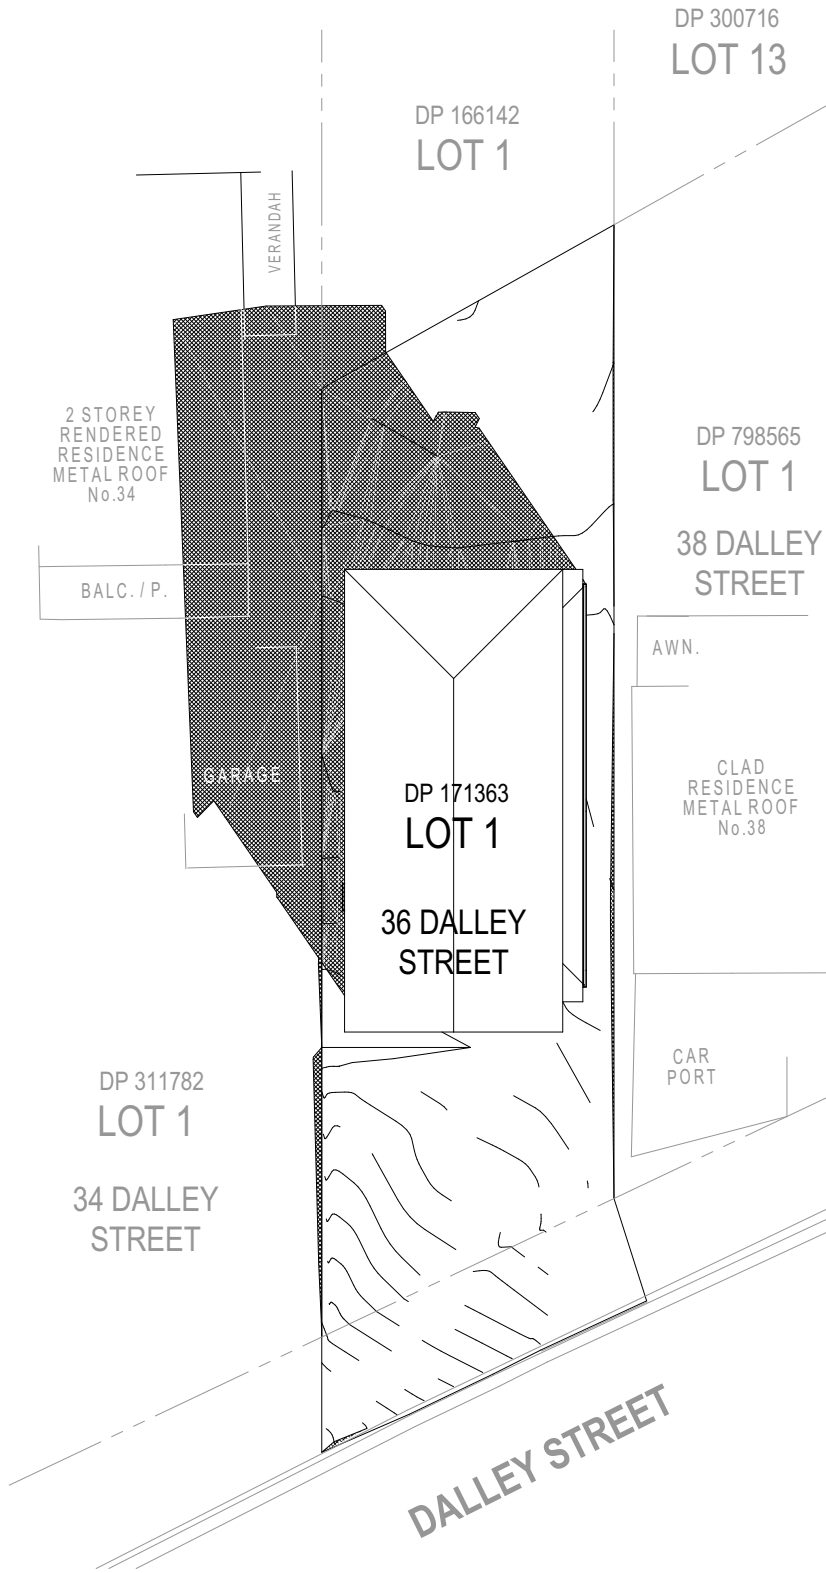 DP 300716
LOT 13
DP 166142
LOT 1
VERANDAH
2 STOREY
RENDERED
RESIDENCE
METAL ROOF
No.34
DP 798565
LOT 1
38 DALLEY
STREET
BALC. / P.
AWN.
GARAGE
CLAD
RESIDENCE
METAL ROOF
No.38
DP 171363
LOT 1
36 DALLEY
STREET
CAR
PORT
DP 311782
LOT 1
34 DALLEY
STREET
DALLEY STREET